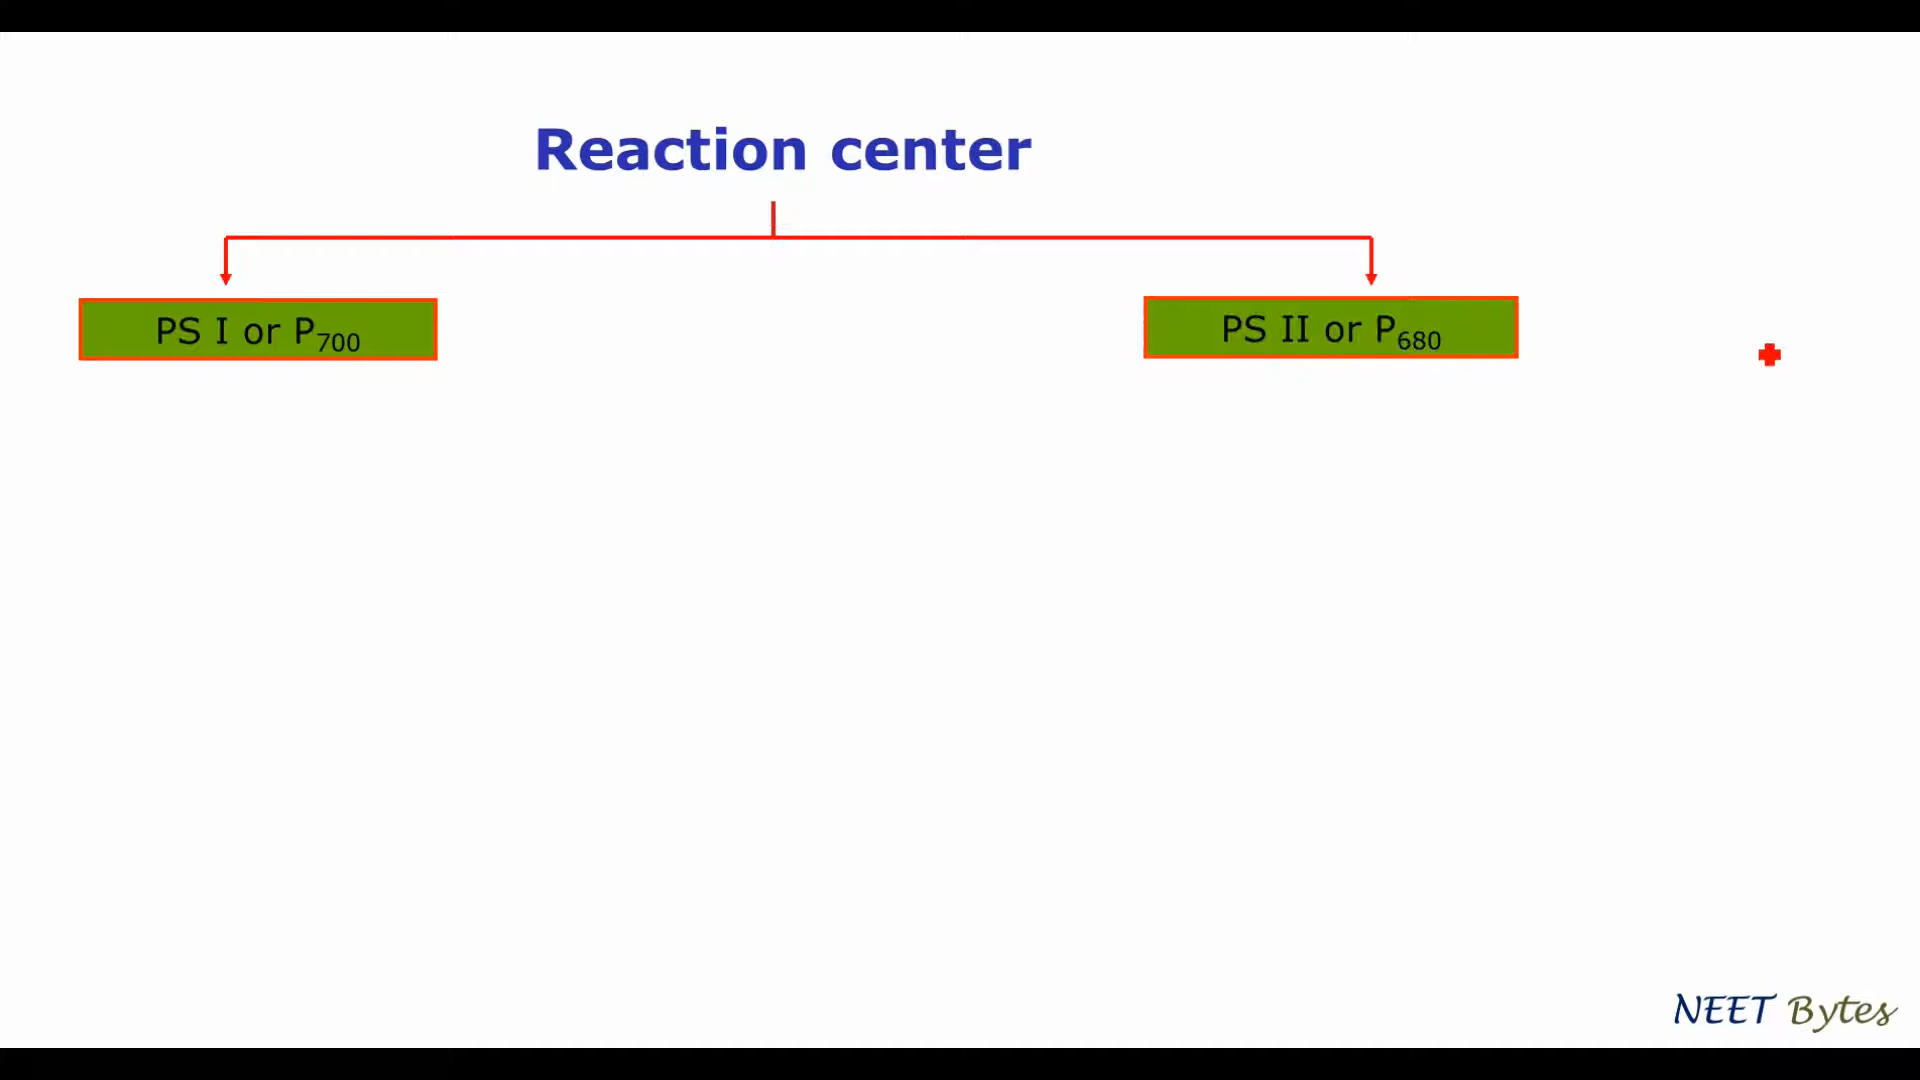 Reaction center
PS I or P700
PS II or P680
NEET Bytes